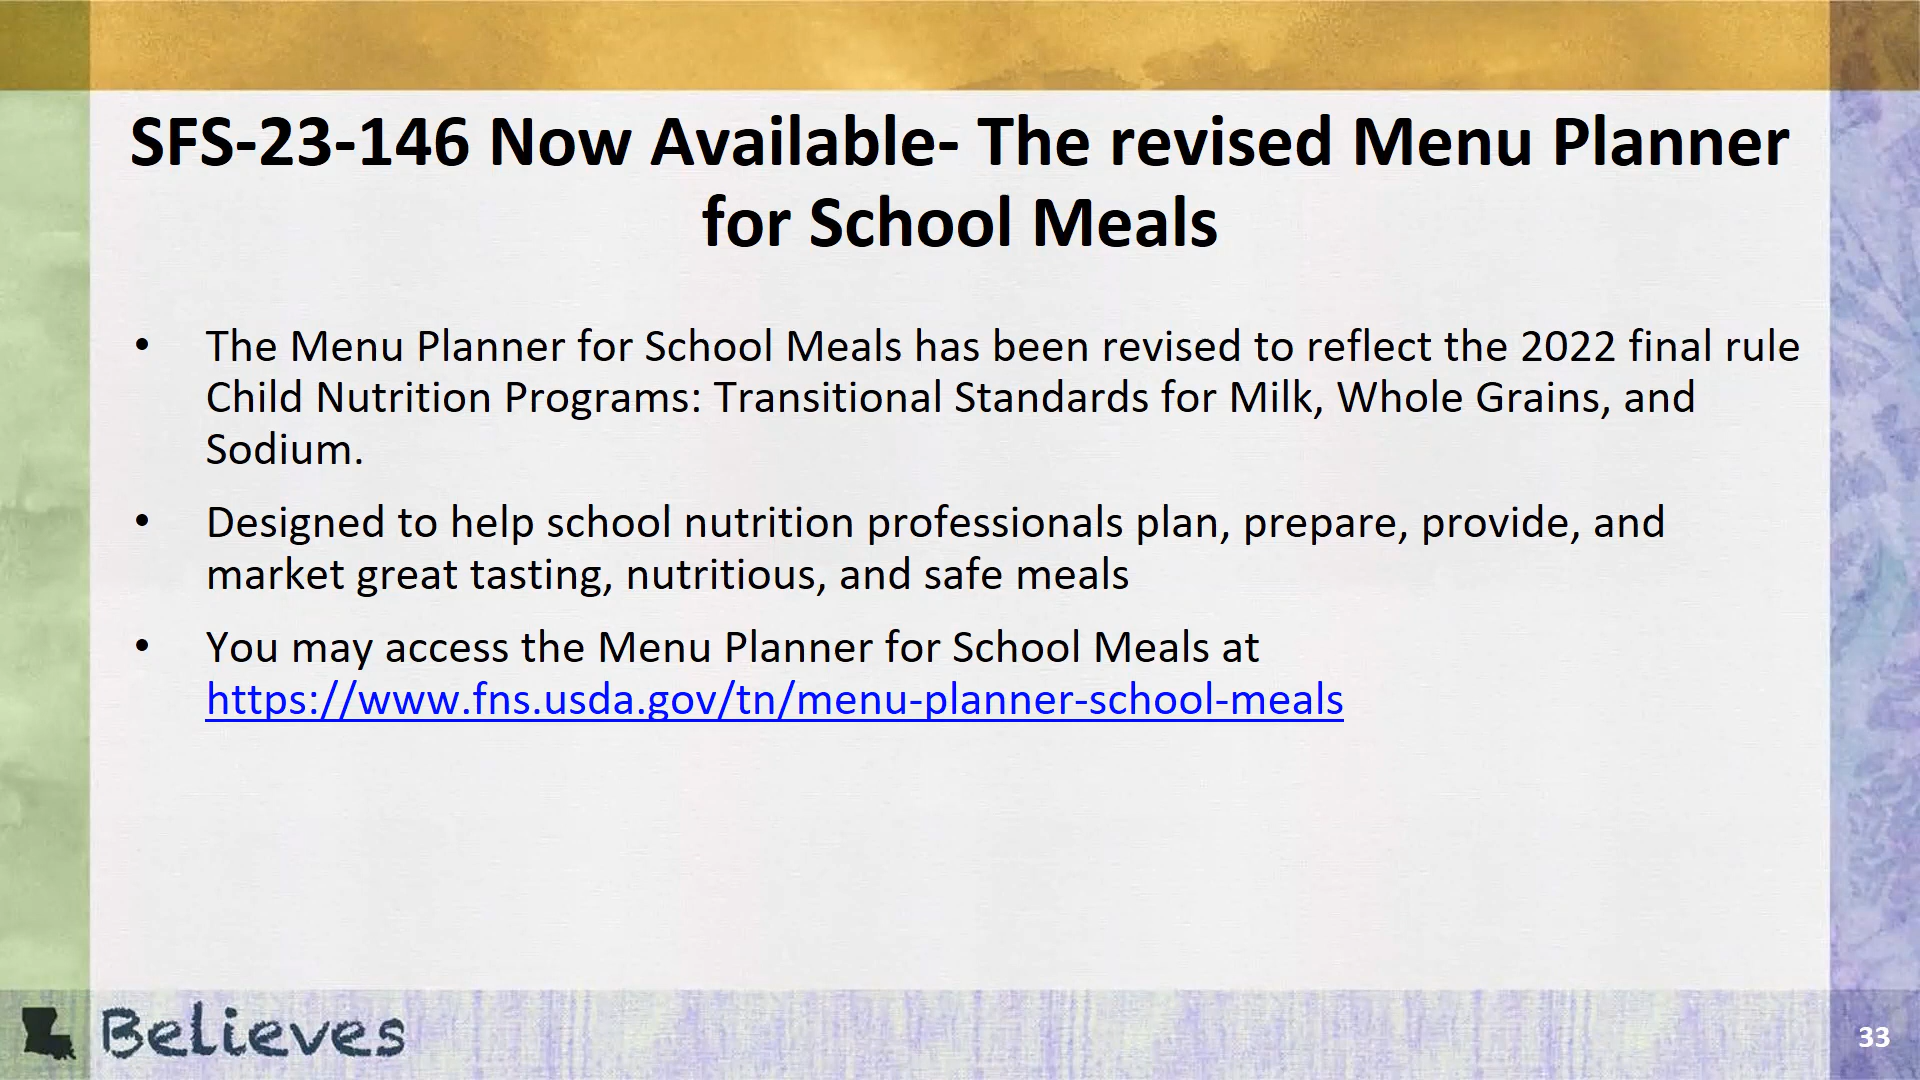 SFS-23-146 Now Available- The revised Menu Planner
for School Meals
• The Menu Planner for School Meals has been revised to reflect the 2022 final rule
Child Nutrition Programs: Transitional Standards for Milk, Whole Grains, and
Sodium.
• Designed to help school nutrition professionals plan, prepare, provide, and
market great tasting, nutritious, and safe meals
• You may access the Menu Planner for School Meals at
https://www.fns.usda.gov/tn/menu-planner-school-meals
Believes
33